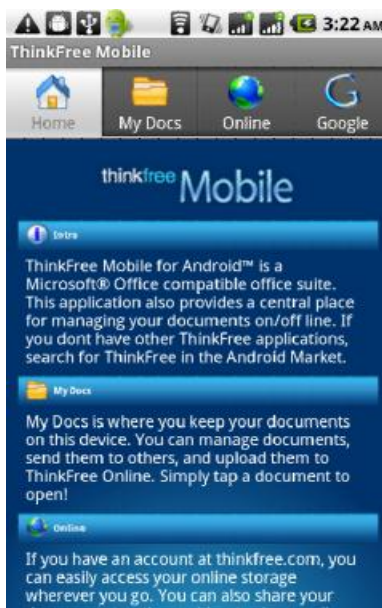 3:22 AM
ThinkFree Mobile
Home My Docs Online Google
thinkfree Mobile
Intro
ThinkFree Mobile for Android™ is a
Microsoft® Office compatible office suite.
This application also provides a central place
for managing your documents on/off line. If
you dont have other ThinkFree applications,
search for ThinkFree in the Android Market.
My Docs
My Docs is where you keep your documents
on this device. You can manage documents,
send them to others, and upload them to
ThinkFree Online. Simply tap a document to
open!
Online
If you have an account at thinkfree.com, you
can easily access your online storage
wherever you go. You can also share your